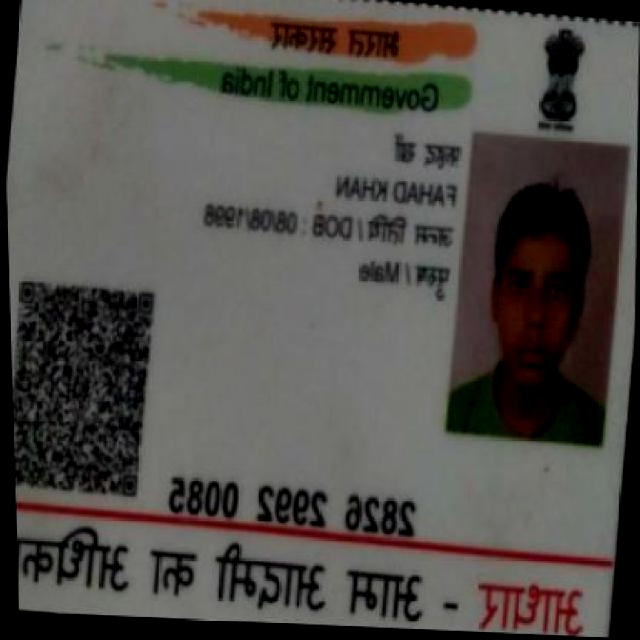 भारत सरकार
Government of India
फहद खाँ
FAHAD KHAN
जन्म तिथि / DOB : 08/08/1998
पुरुष / Male
2826 2992 0085
आधार - आम आदमी का अधिक